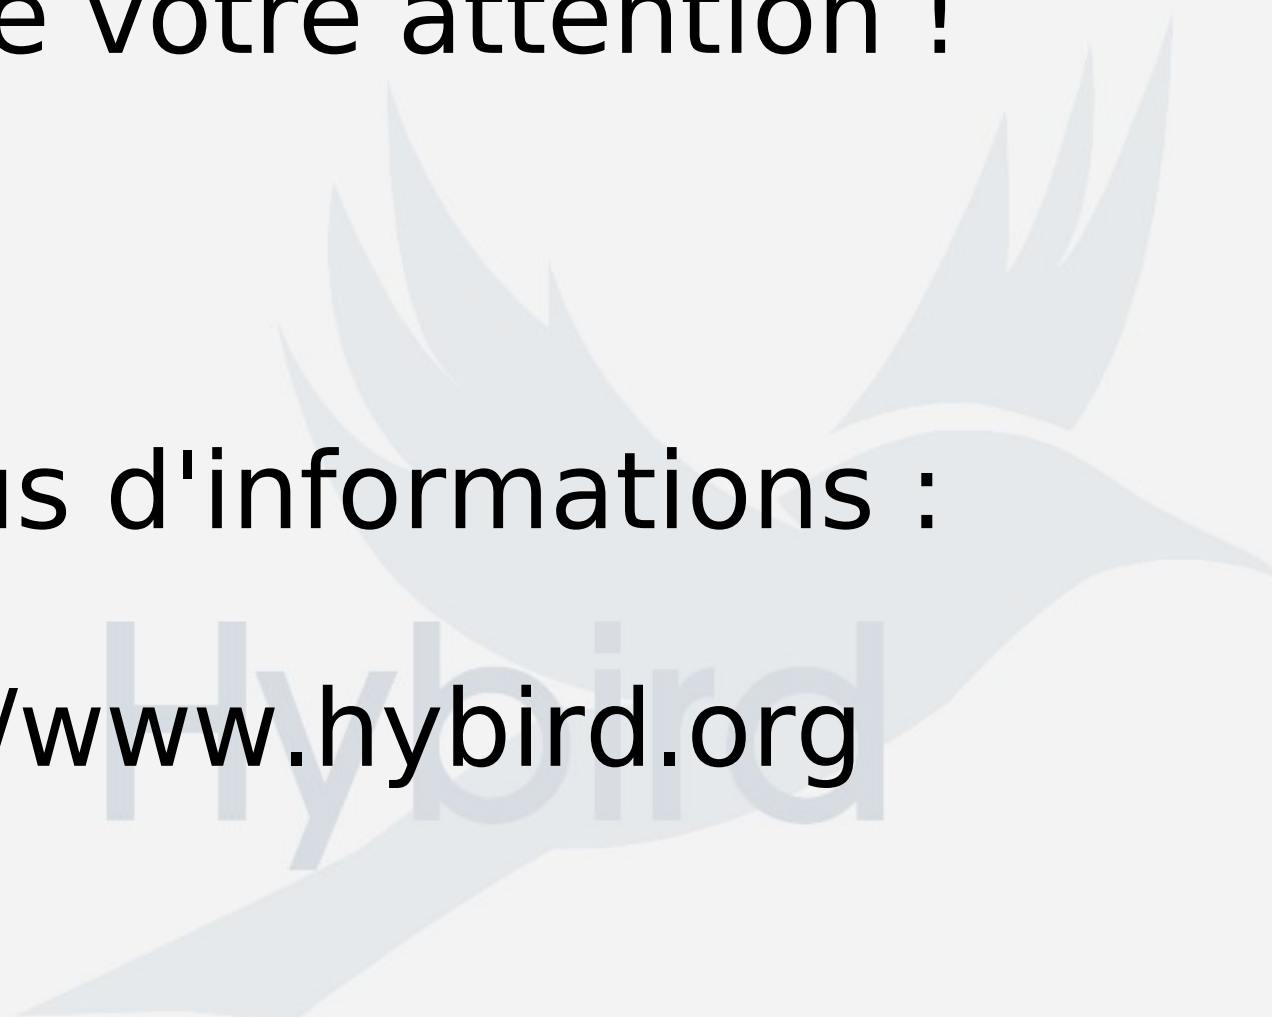 e votre attention !
us d'informations :
/www.hybird.org
Hybird